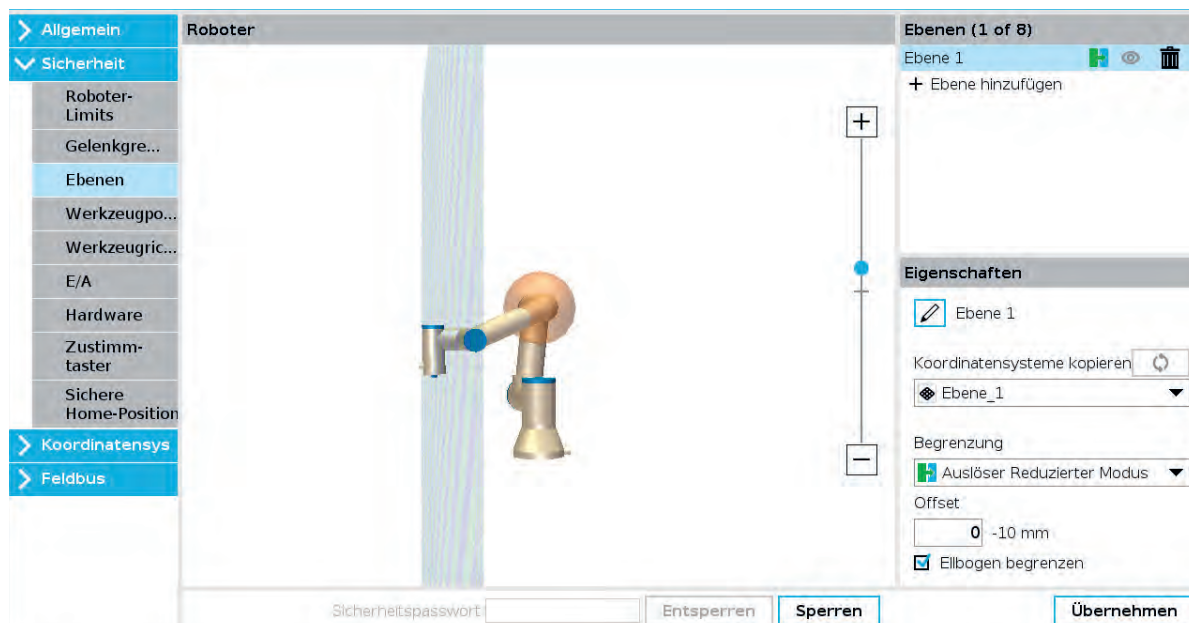 Allgemein
Sicherheit
Roboter-
Limits
Gelenkgre...
Ebenen
Werkzeugpo...
Werkzeugric...
E/A
Hardware
Zustimm-
taster
Sichere
Home-Position
Koordinatensys
Feldbus
Roboter
Ebenen (1 of 8)
Ebene 1
+ Ebene hinzufügen
Eigenschaften
Ebene 1
Koordinatensysteme kopieren
Ebene_1
Begrenzung
Auslöser Reduzierter Modus
Offset
0 -10 mm
Ellbogen begrenzen
Sicherheitspasswort
Entsperren
Sperren
Übernehmen